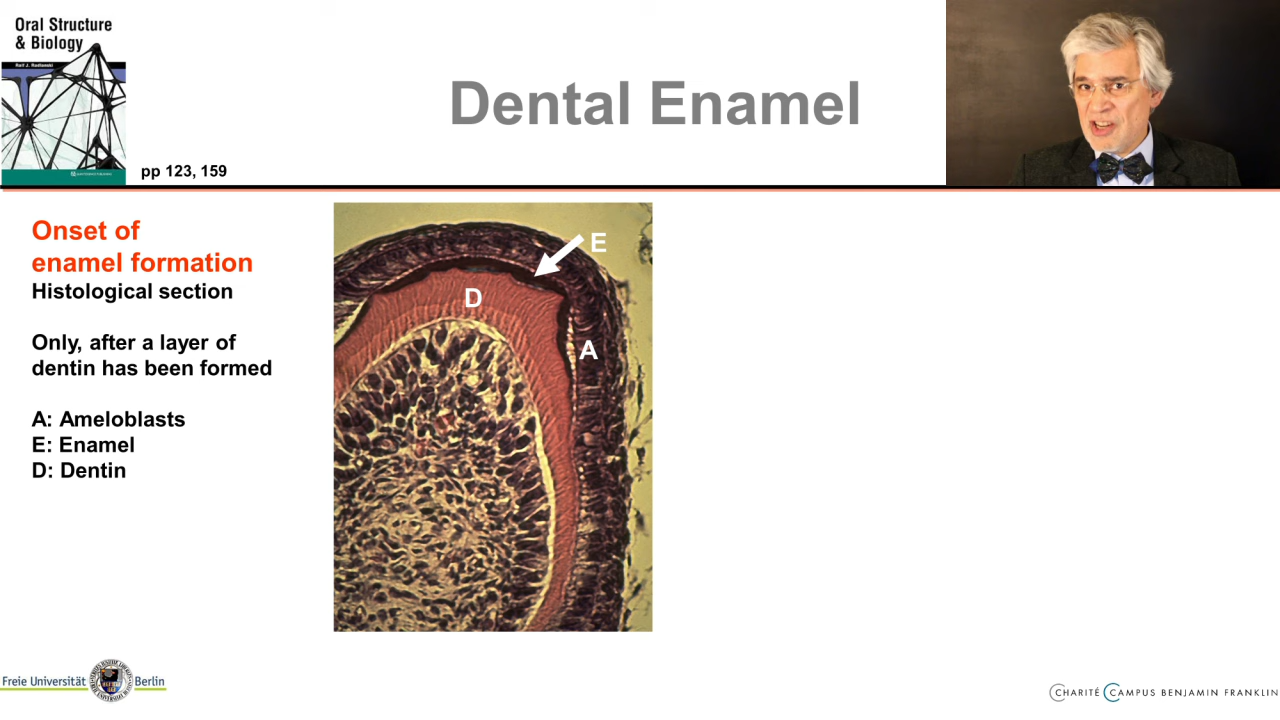 Oral Structure
& Biology
Ralf J. Radlanski
Dental Enamel
pp 123, 159
Onset of
enamel formation
Histological section
Only, after a layer of
dentin has been formed
A: Ameloblasts
E: Enamel
D: Dentin
E
D
A
Freie Universität Berlin
CHARITÉ CAMPUS BENJAMIN FRANKLIN